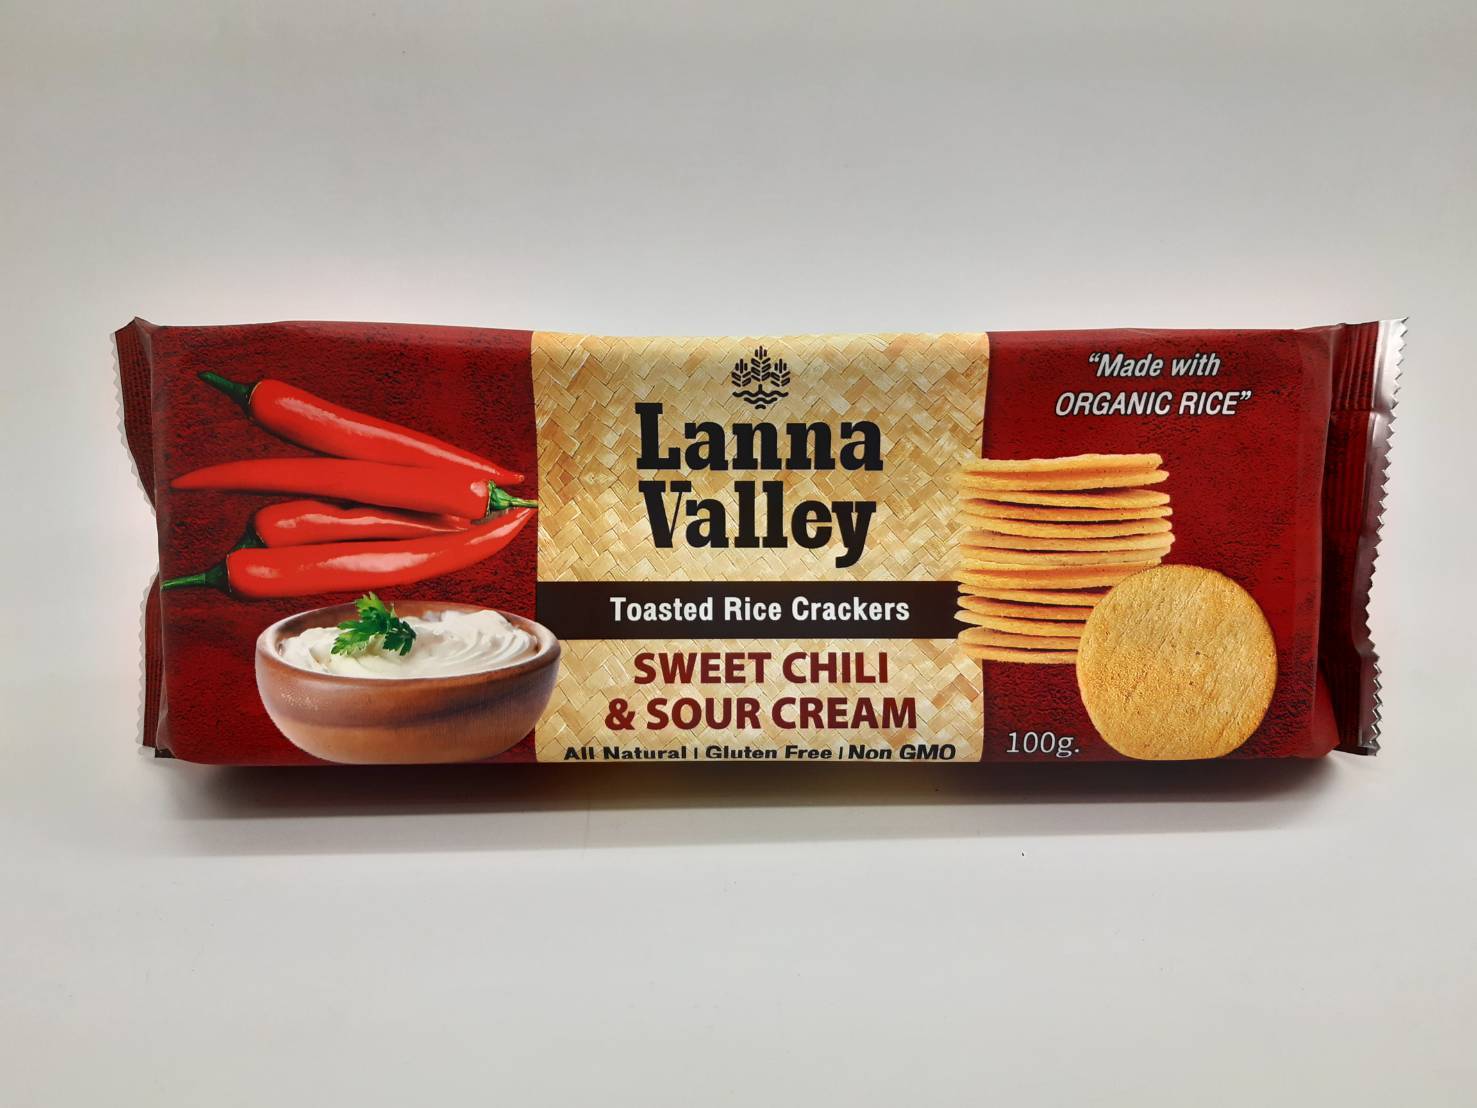 Lanna
Valley
Toasted Rice Crackers
SWEET CHILI
& SOUR CREAM
All Natural | Gluten Free | Non GMO
“Made with
ORGANIC RICE”
100g.